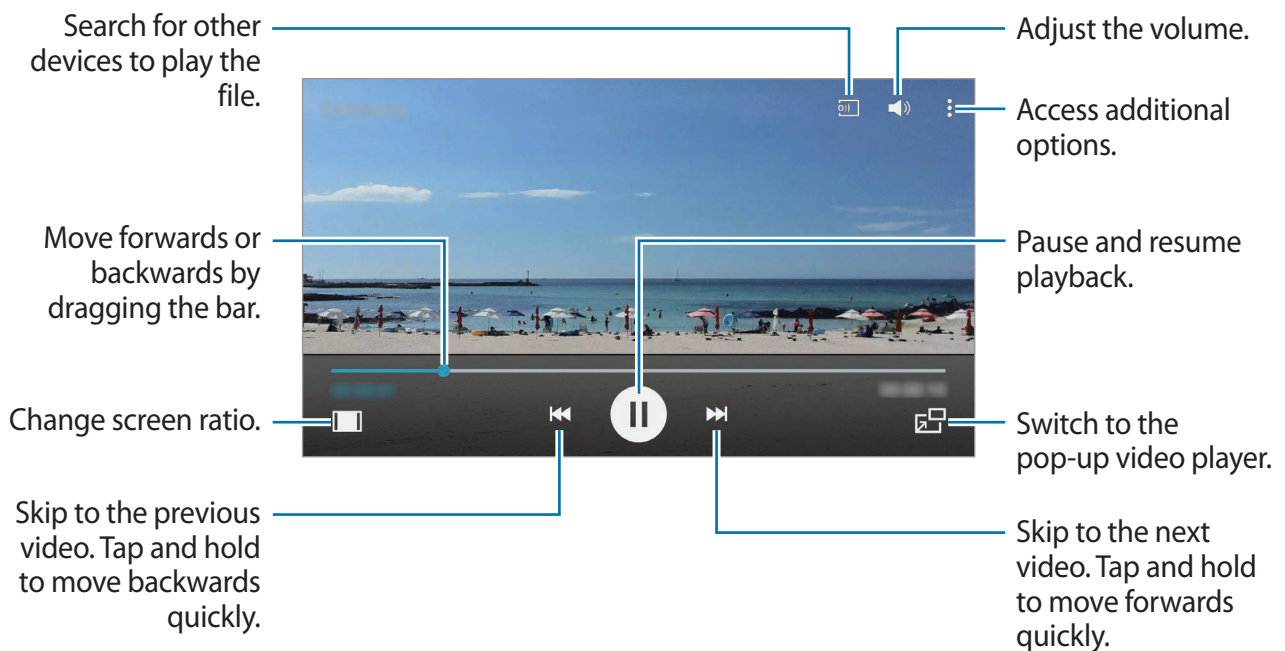 Search for other
devices to play the
file.
Adjust the volume.
Access additional
options.
Move forwards or
backwards by
dragging the bar.
Pause and resume
playback.
Change screen ratio.
Switch to the
pop-up video player.
Skip to the previous
video. Tap and hold
to move backwards
quickly.
Skip to the next
video. Tap and hold
to move forwards
quickly.